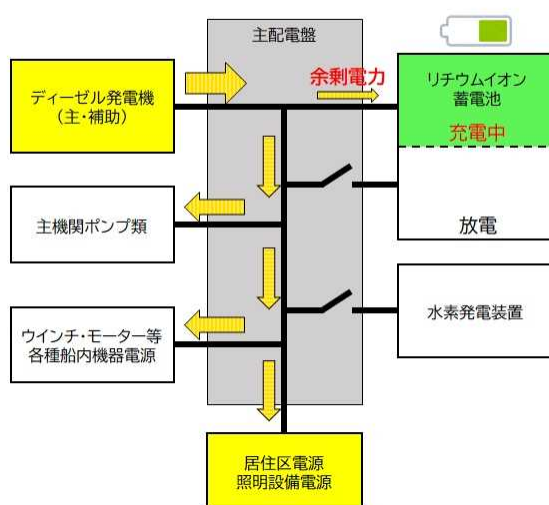 主配電盤
ディーゼル発電機
（主・補助）
余剰電力
リチウムイオン
蓄電池
充電中
放電
主機関ポンプ類
水素発電装置
ウインチ・モーター等
各種船内機器電源
居住区電源
照明設備電源